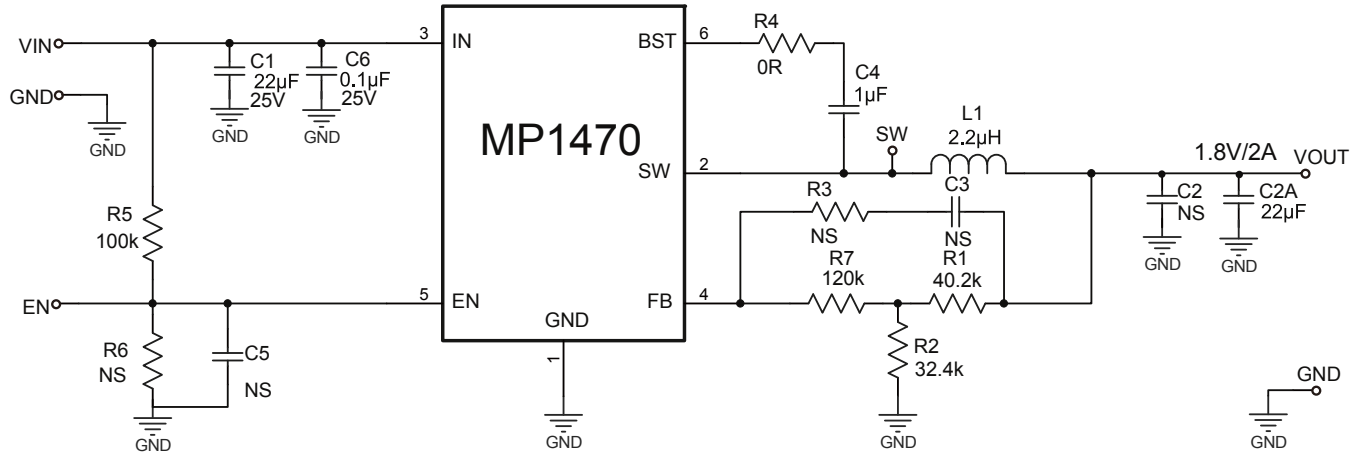 VIN
GND
GND
C1
22µF
25V
GND
C6
0.1µF
25V
GND
R5
100k
EN
R6
NS
C5
NS
GND
3
IN
BST
6
MP1470
SW
2
5
EN
FB
4
GND
1
GND
R4
0R
C4
1µF
SW
L1
2.2µH
1.8V/2A
VOUT
R3
NS
C3
NS
R7
120k
R1
40.2k
R2
32.4k
GND
C2
NS
GND
C2A
22µF
GND
GND
GND